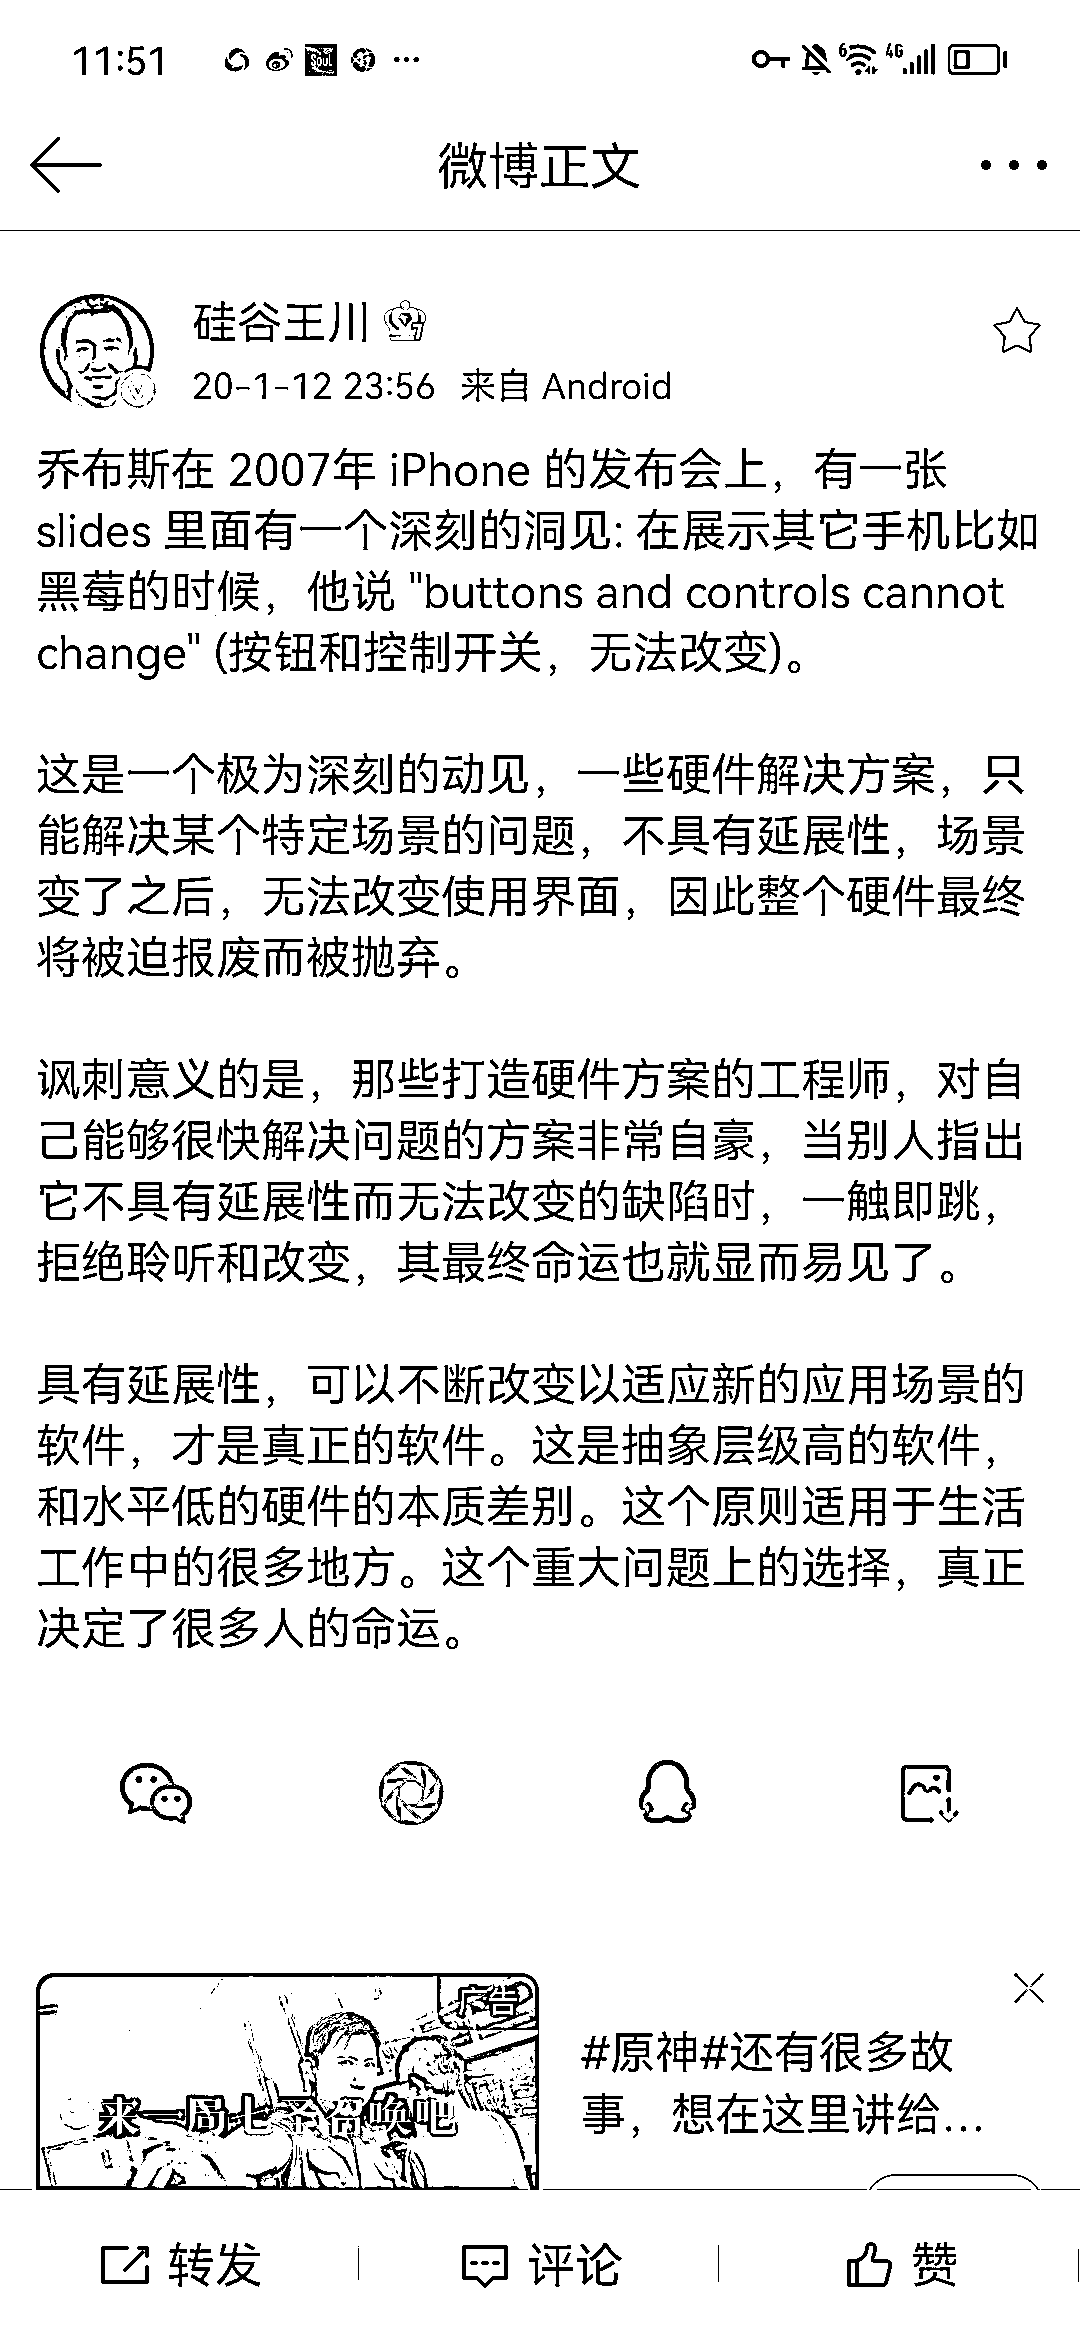 11:51
SOUL
6
4G
微博正文
硅谷王川
20-1-12 23:56 来自 Android
乔布斯在 2007年 iPhone 的发布会上，有一张
slides 里面有一个深刻的洞见: 在展示其它手机比如
黑莓的时候，他说 "buttons and controls cannot
change" (按钮和控制开关，无法改变)。
这是一个极为深刻的动见，一些硬件解决方案，只
能解决某个特定场景的问题，不具有延展性，场景
变了之后，无法改变使用界面，因此整个硬件最终
将被迫报废而被抛弃。
讽刺意义的是，那些打造硬件方案的工程师，对自
己能够很快解决问题的方案非常自豪，当别人指出
它不具有延展性而无法改变的缺陷时，一触即跳，
拒绝聆听和改变，其最终命运也就显而易见了。
具有延展性，可以不断改变以适应新的应用场景的
软件，才是真正的软件。这是抽象层级高的软件，
和水平低的硬件的本质差别。这个原则适用于生活
工作中的很多地方。这个重大问题上的选择，真正
决定了很多人的命运。
广告
来一局七圣召唤吧
#原神#还有很多故
事，想在这里讲给...
转发
评论
赞